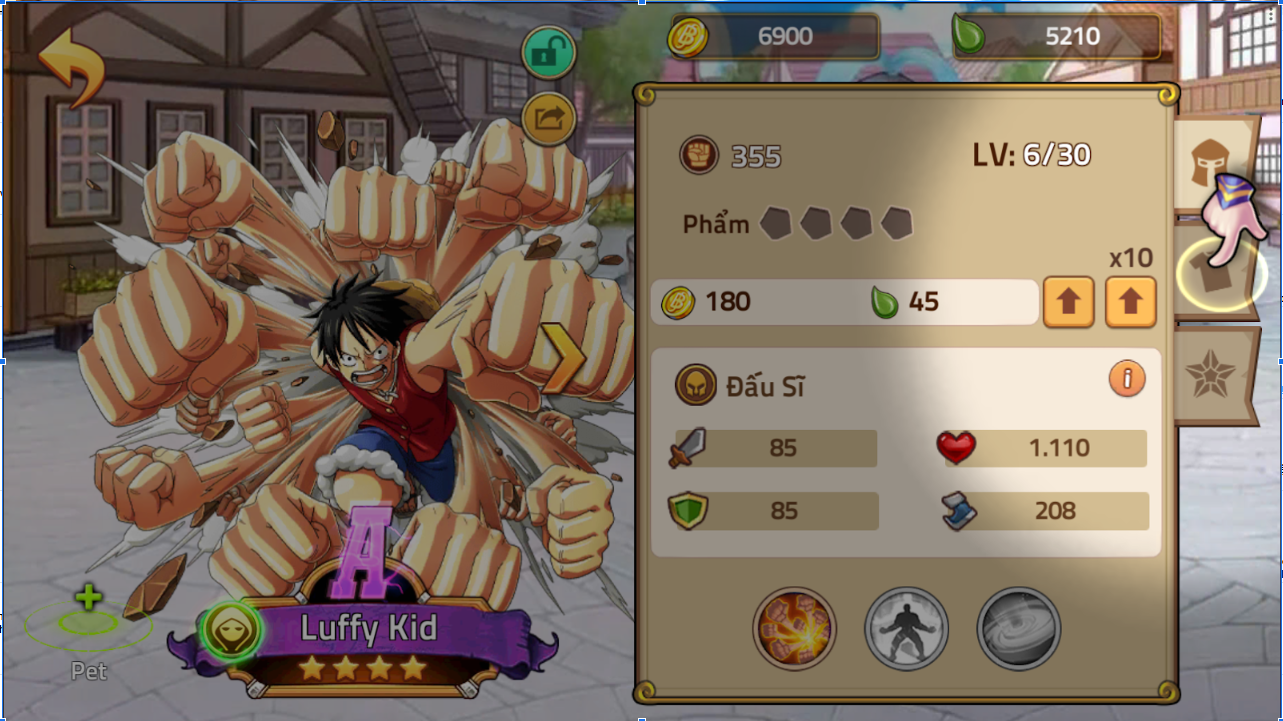 6900
5210
355
LV: 6/30
Phẩm
x10
180
45
Đấu Sĩ
85
1.110
85
208
A
Luffy Kid
Pet